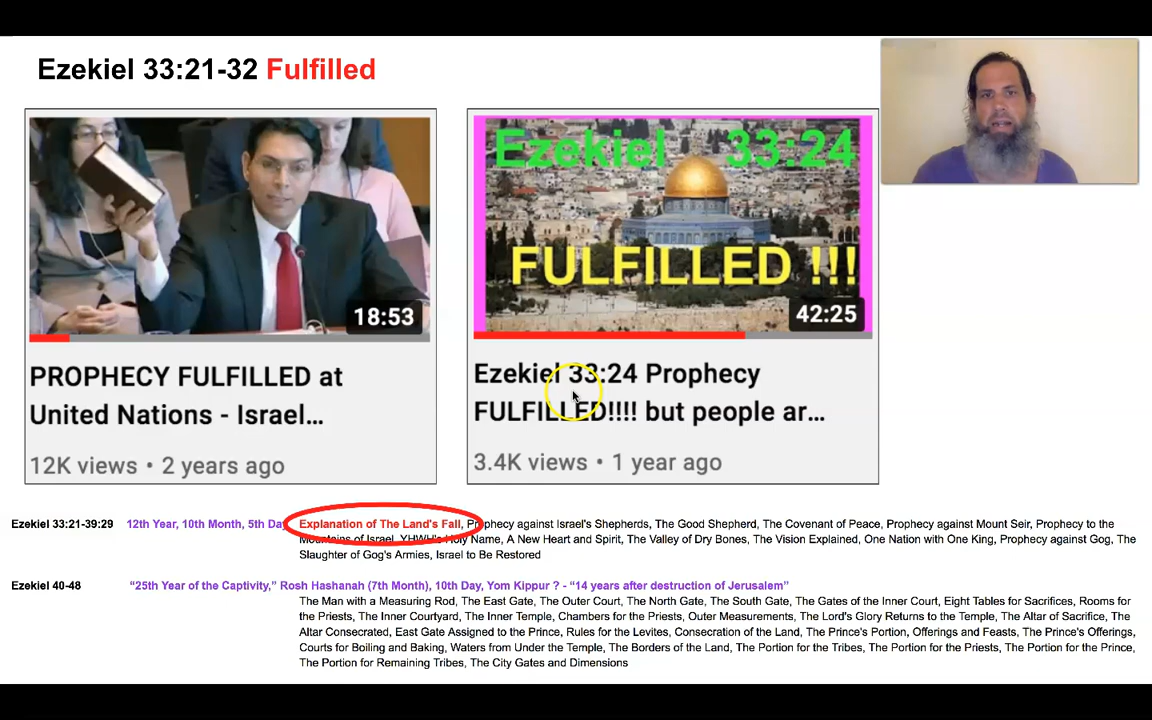 Ezekiel 33:21-32 Fulfilled
18:53
PROPHECY FULFILLED at
United Nations - Israel...
12K views • 2 years ago
Ezekiel 33:24
FULFILLED !!!
42:25
Ezekiel 33:24 Prophecy
FULFILLED!!!! but people ar...
3.4K views • 1 year ago
Ezekiel 33:21-39:29 12th Year, 10th Month, 5th Day Explanation of The Land's Fall, Prophecy against Israel's Shepherds, The Good Shepherd, The Covenant of Peace, Prophecy against Mount Seir, Prophecy to the
Mountains of Israel, YHWH's Holy Name, A New Heart and Spirit, The Valley of Dry Bones, The Vision Explained, One Nation with One King, Prophecy against Gog, The
Slaughter of Gog's Armies, Israel to Be Restored
Ezekiel 40-48 “25th Year of the Captivity,” Rosh Hashanah (7th Month), 10th Day, Yom Kippur ? - “14 years after destruction of Jerusalem”
The Man with a Measuring Rod, The East Gate, The Outer Court, The North Gate, The South Gate, The Gates of the Inner Court, Eight Tables for Sacrifices, Rooms for
the Priests, The Inner Courtyard, The Inner Temple, Chambers for the Priests, Outer Measurements, The Lord's Glory Returns to the Temple, The Altar of Sacrifice, The
Altar Consecrated, East Gate Assigned to the Prince, Rules for the Levites, Consecration of the Land, The Prince's Portion, Offerings and Feasts, The Prince's Offerings,
Courts for Boiling and Baking, Waters from Under the Temple, The Borders of the Land, The Portion for the Tribes, The Portion for the Priests, The Portion for the Prince,
The Portion for Remaining Tribes, The City Gates and Dimensions